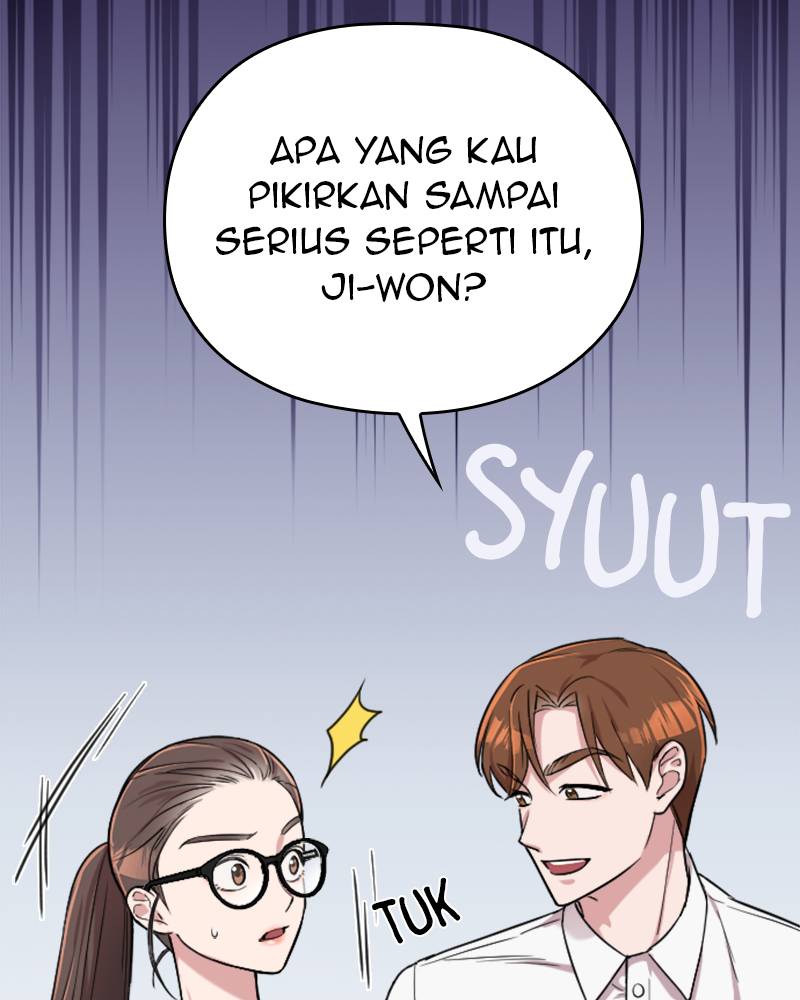 APA YANG KAU
PIKIRKAN SAMPAI
SERIUS SEPERTI ITU,
JI-WON?
SYUUT
TUK